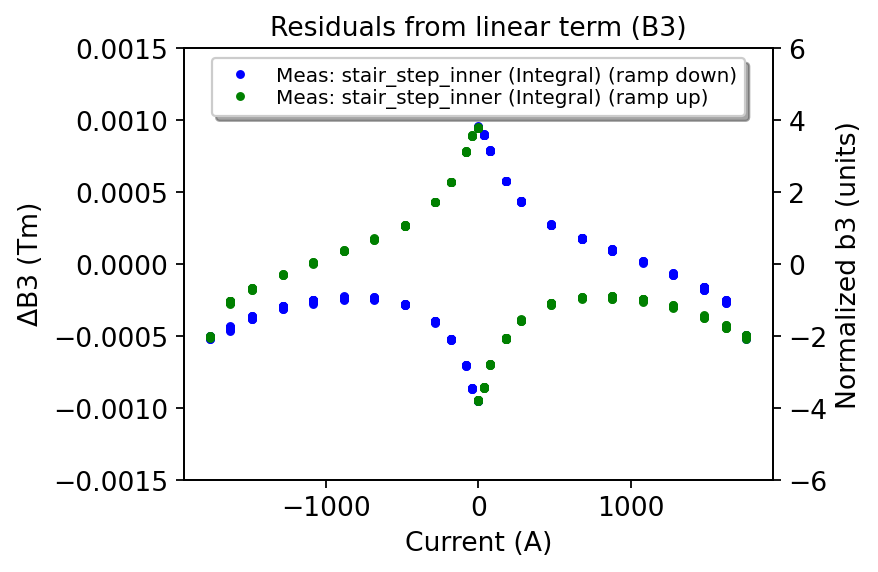 Residuals from linear term (B3)
Meas: stair_step_inner (Integral) (ramp down)
Meas: stair_step_inner (Integral) (ramp up)
ΔB3 (Tm)
0.0015
0.0010
0.0005
0.0000
−0.0005
−0.0010
−0.0015
6
4
2
0
−2
−4
−6
Normalized b3 (units)
−1000
0
1000
Current (A)